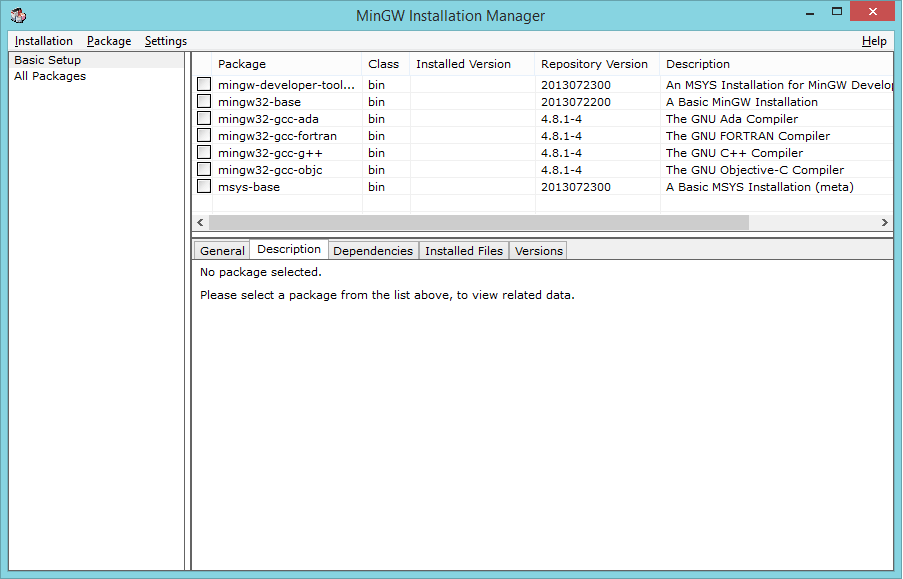 MinGW Installation Manager
Installation Package Settings Help
Basic Setup
All Packages
Package Class Installed Version Repository Version Description
mingw-developer-tool... bin 2013072300 An MSYS Installation for MinGW Develop
mingw32-base bin 2013072200 A Basic MinGW Installation
mingw32-gcc-ada bin 4.8.1-4 The GNU Ada Compiler
mingw32-gcc-fortran bin 4.8.1-4 The GNU FORTRAN Compiler
mingw32-gcc-g++ bin 4.8.1-4 The GNU C++ Compiler
mingw32-gcc-objc bin 4.8.1-4 The GNU Objective-C Compiler
msys-base bin 2013072300 A Basic MSYS Installation (meta)
General Description Dependencies Installed Files Versions
No package selected.
Please select a package from the list above, to view related data.